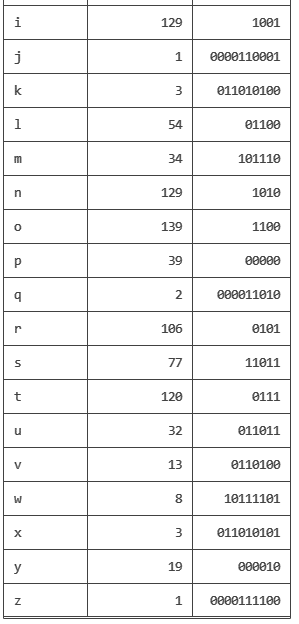 i 129 1001
j 1 0000110001
k 3 011010100
l 54 01100
m 34 101110
n 129 1010
o 139 1100
p 39 00000
q 2 000011010
r 106 0101
s 77 11011
t 120 0111
u 32 011011
v 13 0110100
w 8 10111101
x 3 011010101
y 19 000010
z 1 0000111100